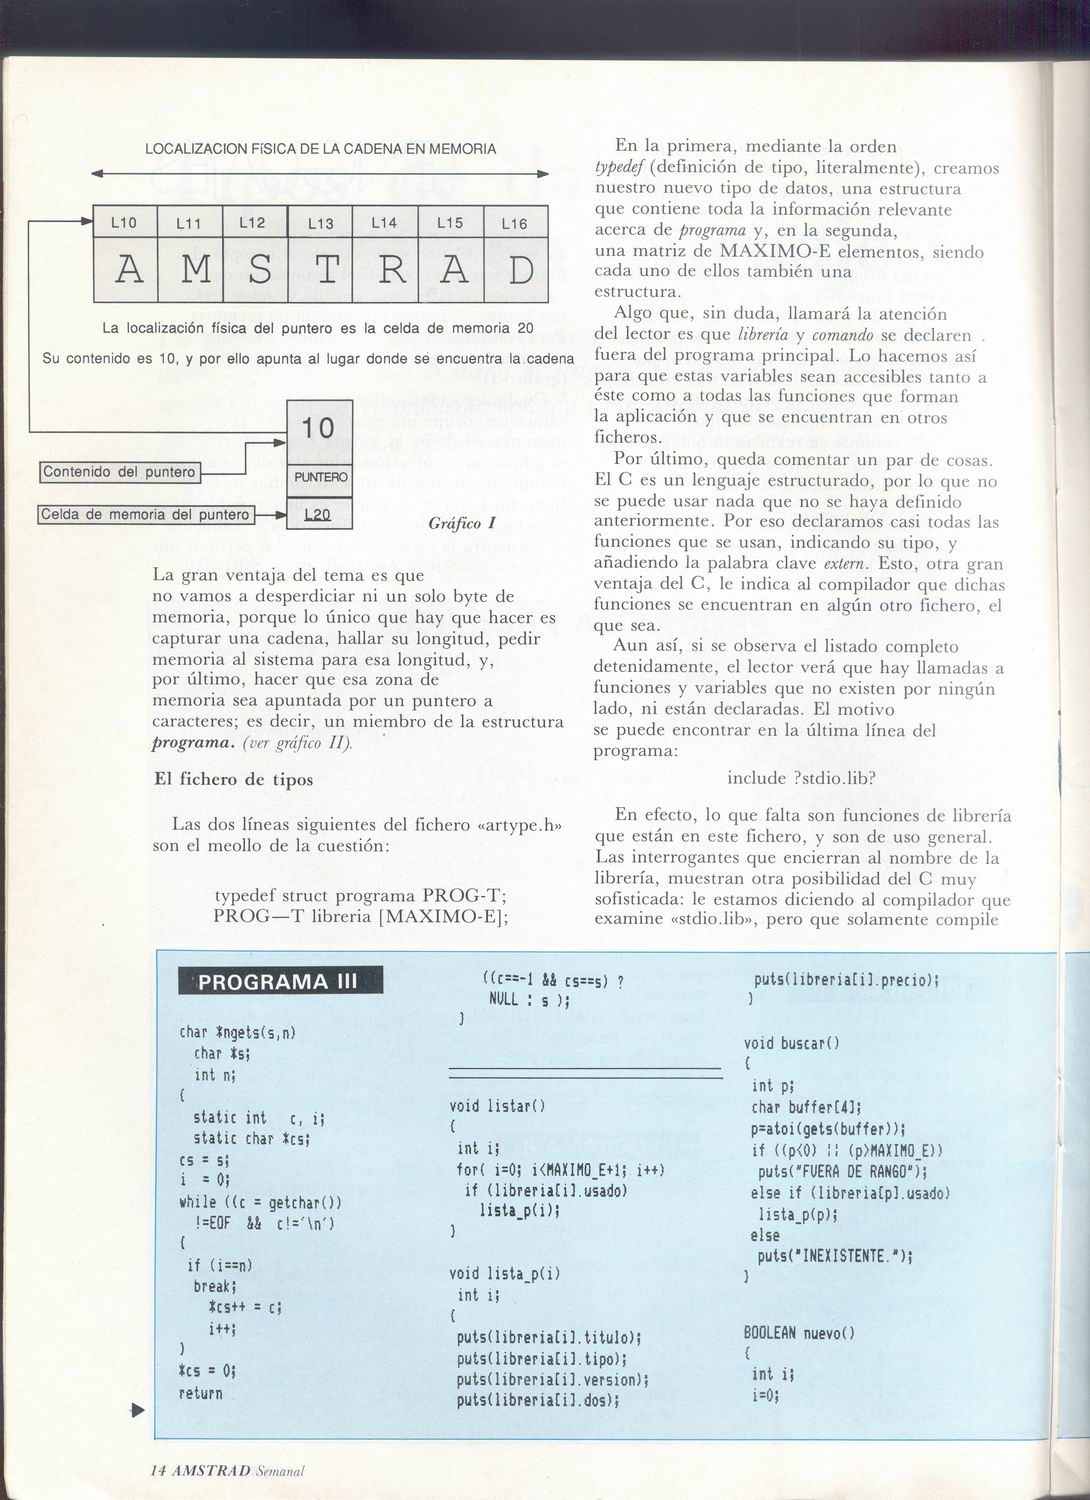 LOCALIZACION FíSICA DE LA CADENA EN MEMORIA
L10 L11 L12 L13 L14 L15 L16
A M S T R A D
La localización física del puntero es la celda de memoria 20
Su contenido es 10, y por ello apunta al lugar donde se encuentra la cadena
10
Contenido del puntero
PUNTERO
Celda de memoria del puntero
L20
Gráfico I
La gran ventaja del tema es que
no vamos a desperdiciar ni un solo byte de
memoria, porque lo único que hay que hacer es
capturar una cadena, hallar su longitud, pedir
memoria al sistema para esa longitud, y,
por último, hacer que esa zona de
memoria sea apuntada por un puntero a
caracteres; es decir, un miembro de la estructura
programa. (ver gráfico II).
El fichero de tipos
Las dos líneas siguientes del fichero «artype.h»
son el meollo de la cuestión:
typedef struct programa PROG-T;
PROG—T libreria [MAXIMO-E];
En la primera, mediante la orden
typedef (definición de tipo, literalmente), creamos
nuestro nuevo tipo de datos, una estructura
que contiene toda la información relevante
acerca de programa y, en la segunda,
una matriz de MAXIMO-E elementos, siendo
cada uno de ellos también una
estructura.
Algo que, sin duda, llamará la atención
del lector es que librería y comando se declaren
fuera del programa principal. Lo hacemos así
para que estas variables sean accesibles tanto a
éste como a todas las funciones que forman
la aplicación y que se encuentran en otros
ficheros.
Por último, queda comentar un par de cosas.
El C es un lenguaje estructurado, por lo que no
se puede usar nada que no se haya definido
anteriormente. Por eso declaramos casi todas las
funciones que se usan, indicando su tipo, y
añadiendo la palabra clave extern. Esto, otra gran
ventaja del C, le indica al compilador que dichas
funciones se encuentran en algún otro fichero, el
que sea.
Aun así, si se observa el listado completo
detenidamente, el lector verá que hay llamadas a
funciones y variables que no existen por ningún
lado, ni están declaradas. El motivo
se puede encontrar en la última línea del
programa:
include ?stdio.lib?
En efecto, lo que falta son funciones de librería
que están en este fichero, y son de uso general.
Las interrogantes que encierran al nombre de la
librería, muestran otra posibilidad del C muy
sofisticada: le estamos diciendo al compilador que
examine «stdio.lib», pero que solamente compile
PROGRAMA III
char *ngets(s,n)
char *s;
int n;
{
static int c, i;
static char *cs;
cs = s;
i = 0;
while ((c = getchar())
!=EOF && c!='\n')
{
if (i==n)
break;
*cs++ = c;
i++;
}
*cs = 0;
return
((c==-1 && cs==s) ?
NULL : s );
}
void listar()
{
int i;
for( i=0; i<MAXIMO_E+1; i++)
if (libreria[i].usado)
lista_p(i);
}
void lista_p(i)
int i;
{
puts(libreria[i].titulo);
puts(libreria[i].tipo);
puts(libreria[i].version);
puts(libreria[i].dos);
puts(libreria[i].precio);
}
void buscar()
{
int p;
char buffer[4];
p=atoi(gets(buffer));
if ((p<0) || (p>MAXIMO_E))
puts("FUERA DE RANGO");
else if (libreria[p].usado)
lista_p(p);
else
puts("INEXISTENTE.");
}
BOOLEAN nuevo()
{
int i;
i=0;
14 AMSTRAD Semanal